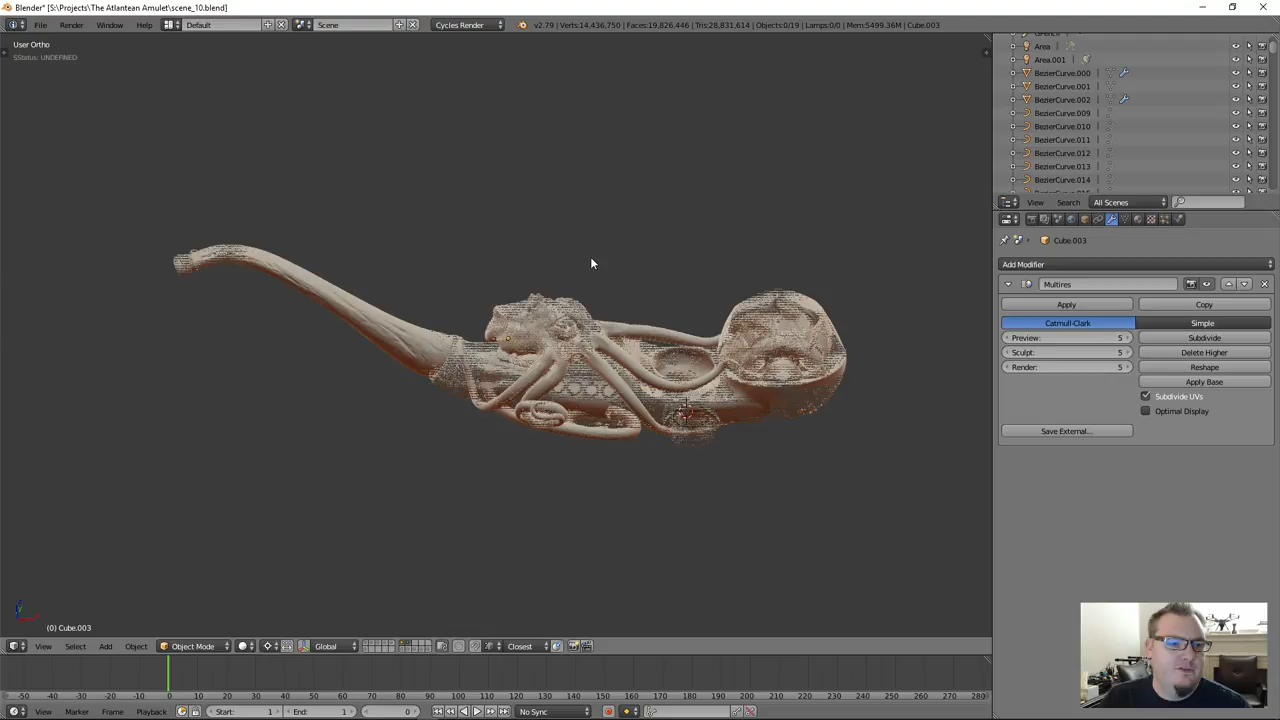 Blender* [S:\Projects\The Atlantean Amulet\scene_10.blend]
File Render Window Help Default Scene Cycles Render v2.79 | Verts:14,436,750 | Faces:19,826,446 | Tris:28,831,614 | Objects:0/19 | Lamps:0/0 | Mem:5499.36M | Cube.003
User Ortho
SStatus: UNDEFINED
Area
Area.001
BezierCurve.000
BezierCurve.001
BezierCurve.002
BezierCurve.009
BezierCurve.010
BezierCurve.011
BezierCurve.012
BezierCurve.013
BezierCurve.014
View Search All Scenes
Cube.003
Add Modifier
Multires
Apply Copy
Catmull-Clark Simple
Preview: 5 Subdivide
Sculpt: 5 Delete Higher
Render: 5 Reshape
Apply Base
Subdivide UVs
Optimal Display
Save External...
(0) Cube.003
View Select Add Object Object Mode Global Closest
-50 -40 -30 -20 -10 0 10 20 30 40 50 60 70 80 90 100 110 120 130 140 150 160 170 180 190 200 210 220 230 240 250 260 270 280
View Marker Frame Playback Start: 1 End: 1 0 No Sync